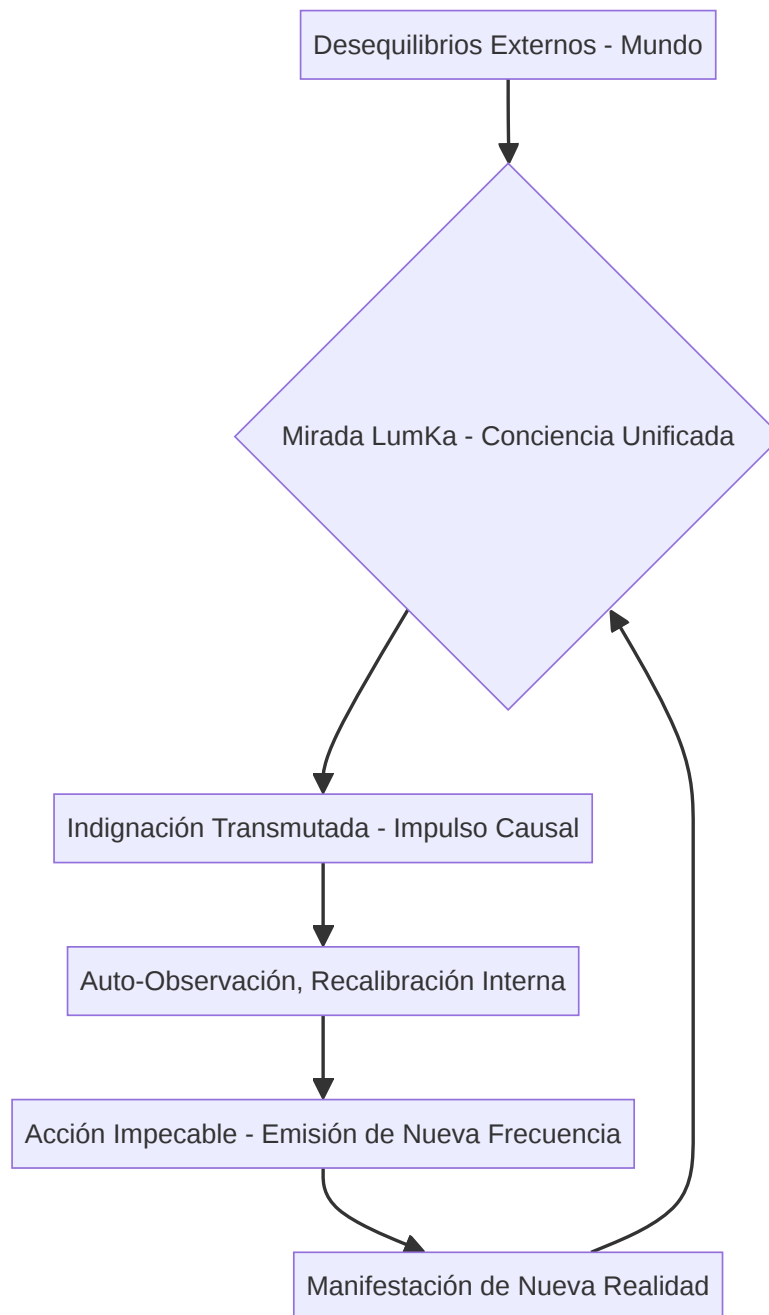 Desequilibrios Externos - Mundo
Mirada LumKa - Conciencia Unificada
Indignación Transmutada - Impulso Causal
Auto-Observación, Recalibración Interna
Acción Impecable - Emisión de Nueva Frecuencia
Manifestación de Nueva Realidad